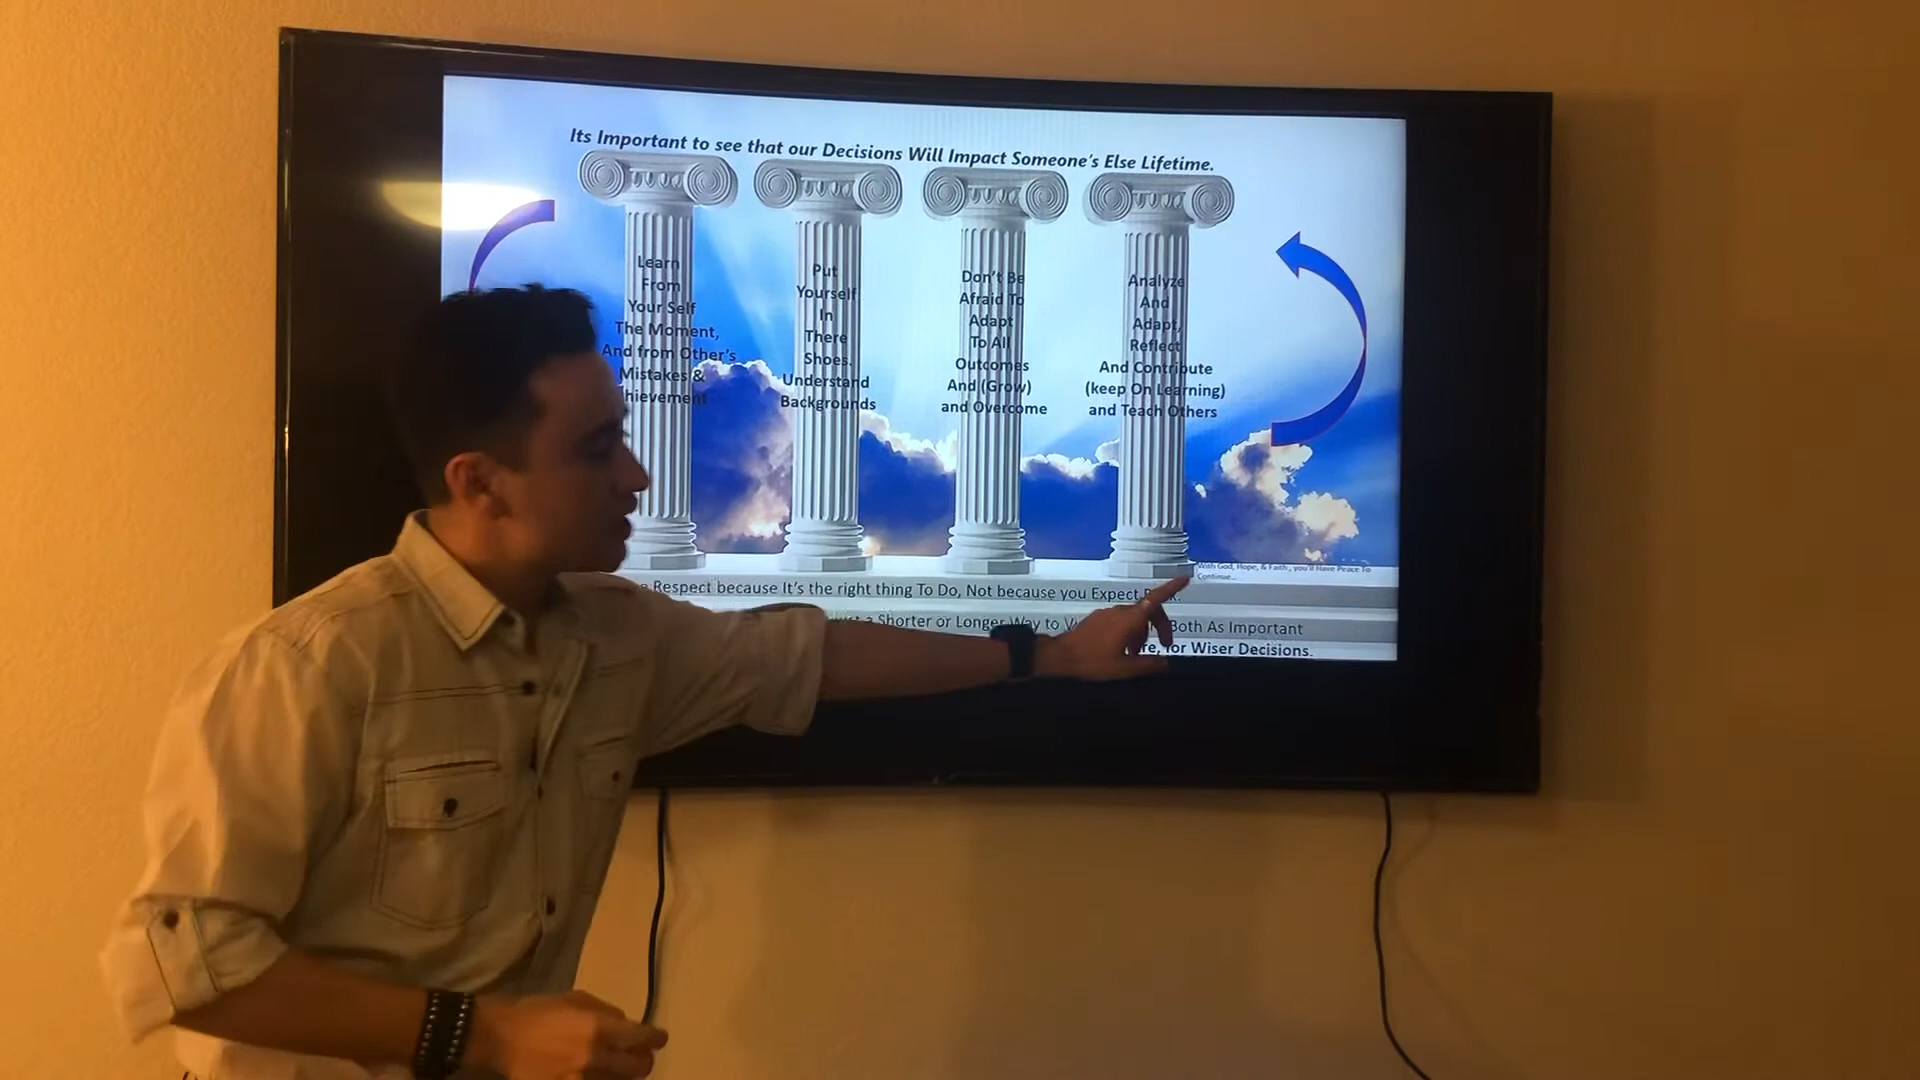 Its Important to see that our Decisions Will Impact Someone's Else Lifetime.
Learn
From
Your Self
The Moment,
And from Other's
Mistakes &
hievement
Put
Yourself
In
There
Shoes.
Understand
Backgrounds
Don't Be
Afraid To
Adapt
To All
Outcomes
And (Grow)
and Overcome
Analyze
And
Adapt,
Reflect
And Contribute
(keep On Learning)
and Teach Others
With God, Hope, & Faith, you'll Have Peace To
Continue...
Respect because It's the right thing To Do, Not because you Expect
a Shorter or Longer Way to Both As Important
for Wiser Decisions.